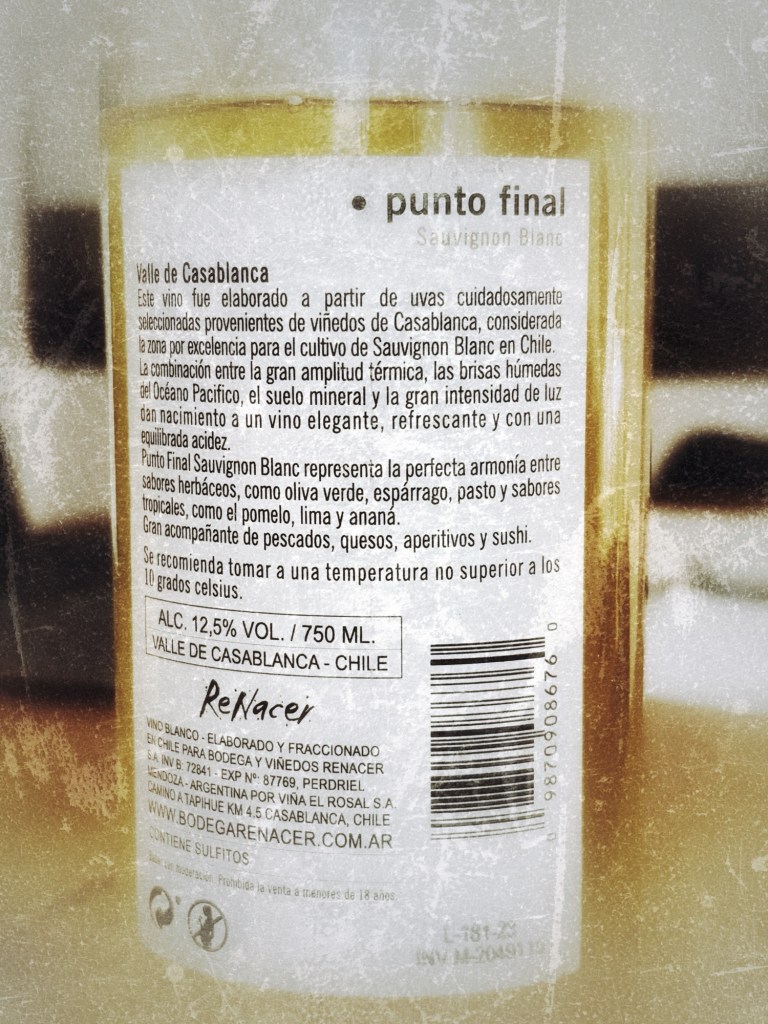 • punto final
Sauvignon Blanc
Valle de Casablanca
Este vino fue elaborado a partir de uvas cuidadosamente
seleccionadas provenientes de viñedos de Casablanca, considerada
la zona por excelencia para el cultivo de Sauvignon Blanc en Chile.
La combinación entre la gran amplitud térmica, las brisas húmedas
del Océano Pacifico, el suelo mineral y la gran intensidad de luz
dan nacimiento a un vino elegante, refrescante y con una
equilibrada acidez.
Punto Final Sauvignon Blanc representa la perfecta armonía entre
sabores herbáceos, como oliva verde, espárrago, pasto y sabores
tropicales, como el pomelo, lima y ananá.
Gran acompañante de pescados, quesos, aperitivos y sushi.
Se recomienda tomar a una temperatura no superior a los
10 grados celsius.
ALC. 12,5% VOL. / 750 ML.
VALLE DE CASABLANCA - CHILE
ReNacer
VINO BLANCO - ELABORADO Y FRACCIONADO
EN CHILE PARA BODEGA Y VIÑEDOS RENACER
S.A. INV B: 72841 - EXP Nº: 87769, PERDRIEL
MENDOZA - ARGENTINA POR VIÑA EL ROSAL S.A.
CAMINO A TAPIHUE KM 4.5 CASABLANCA, CHILE
WWW.BODEGARENACER.COM.AR
CONTIENE SULFITOS
Beber con moderación. Prohibida la venta a menores de 18 años
0 98709 08676 0
L-181-23